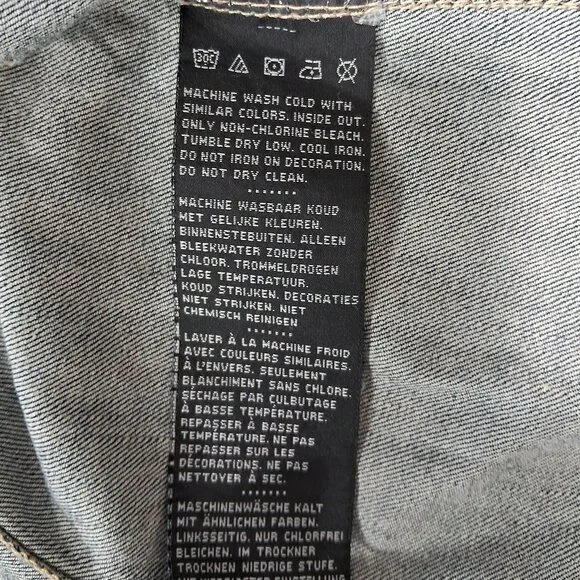 30C
MACHINE WASH COLD WITH
SIMILAR COLORS. INSIDE OUT.
ONLY NON-CHLORINE BLEACH.
TUMBLE DRY LOW. COOL IRON.
DO NOT IRON ON DECORATION.
DO NOT DRY CLEAN.
MACHINE WASBAAR KOUD
MET GELIJKE KLEUREN.
BINNENSTEBUITEN. ALLEEN
BLEEKWATER ZONDER
CHLOOR. TROMMELDROGEN
LAGE TEMPERATUUR.
KOUD STRIJKEN. DECORATIES
NIET STRIJKEN. NIET
CHEMISCH REINIGEN
LAVER À LA MACHINE FROID
AVEC COULEURS SIMILAIRES.
À L'ENVERS. SEULEMENT
BLANCHIMENT SANS CHLORE.
SÉCHAGE PAR CULBUTAGE
À BASSE TEMPÉRATURE.
REPASSER À BASSE
TEMPÉRATURE. NE PAS
REPASSER SUR LES
DÉCORATIONS. NE PAS
NETTOYER À SEC.
MASCHINENWÄSCHE KALT
MIT ÄHNLICHEN FARBEN.
LINKSSEITIG. NUR CHLORFREI
BLEICHEN. IM TROCKNER
TROCKNEN NIEDRIGE STUFE.